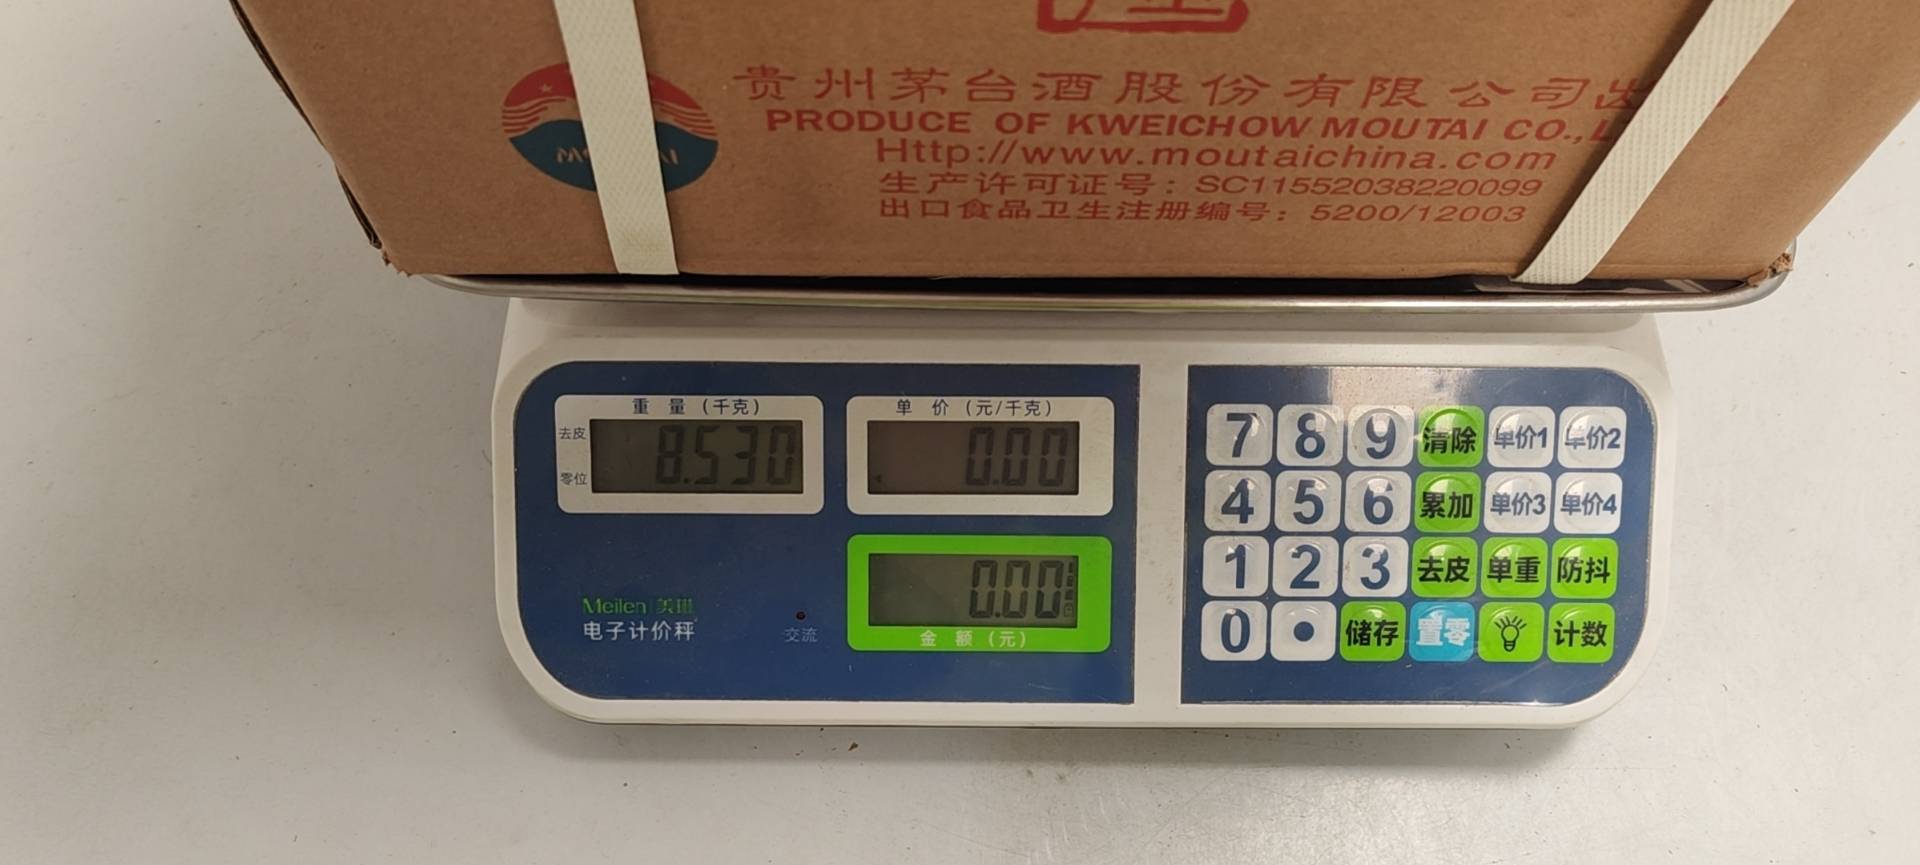 贵州茅台酒股份有限公司出
PRODUCE OF KWEICHOW MOUTAI CO., L
Http://www.moutaichina.com
生产许可证号: SC11552038220099
出口食品卫生注册编号: 5200/12003
重量(千克)
单价(元/千克)
去皮
8.530
0.00
零位
0.00
金额(元)
Meilen 美琳
电子计价秤
交流
7 8 9 清除 单价1 单价2
4 5 6 累加 单价3 单价4
1 2 3 去皮 单重 防抖
0 • 储存 置零 计数